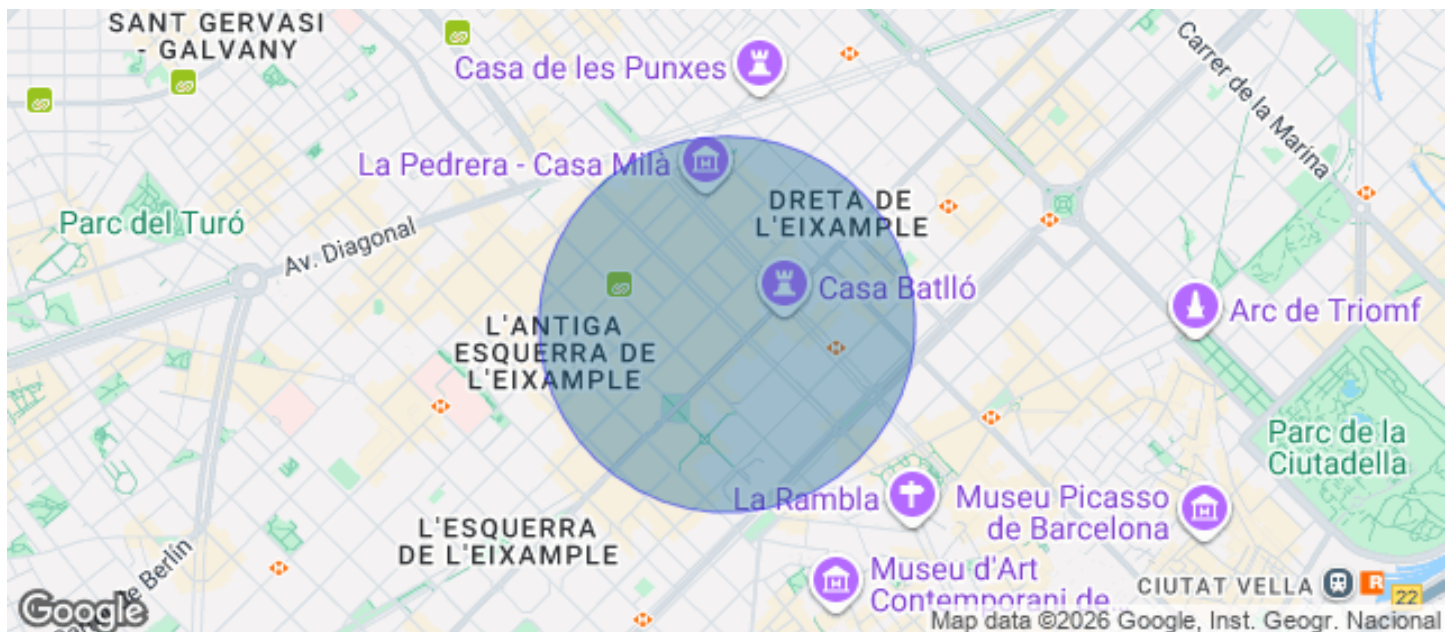 SANT GERVASI
- GALVANY
Casa de les Punxes
Carrer de la Marina
La Pedrera - Casa Milà
DRETA DE
L'EIXAMPLE
Parc del Turó
Av. Diagonal
Casa Batlló
Arc de Triomf
L'ANTIGA
ESQUERRA DE
L'EIXAMPLE
Parc de la
Ciutadella
La Rambla
Museu Picasso
de Barcelona
L'ESQUERRA
DE L'EIXAMPLE
de Berlín
Museu d'Art
Contemporani de...
CIUTAT VELLA
R
22
Google
Map data ©2026 Google, Inst. Geogr. Nacional